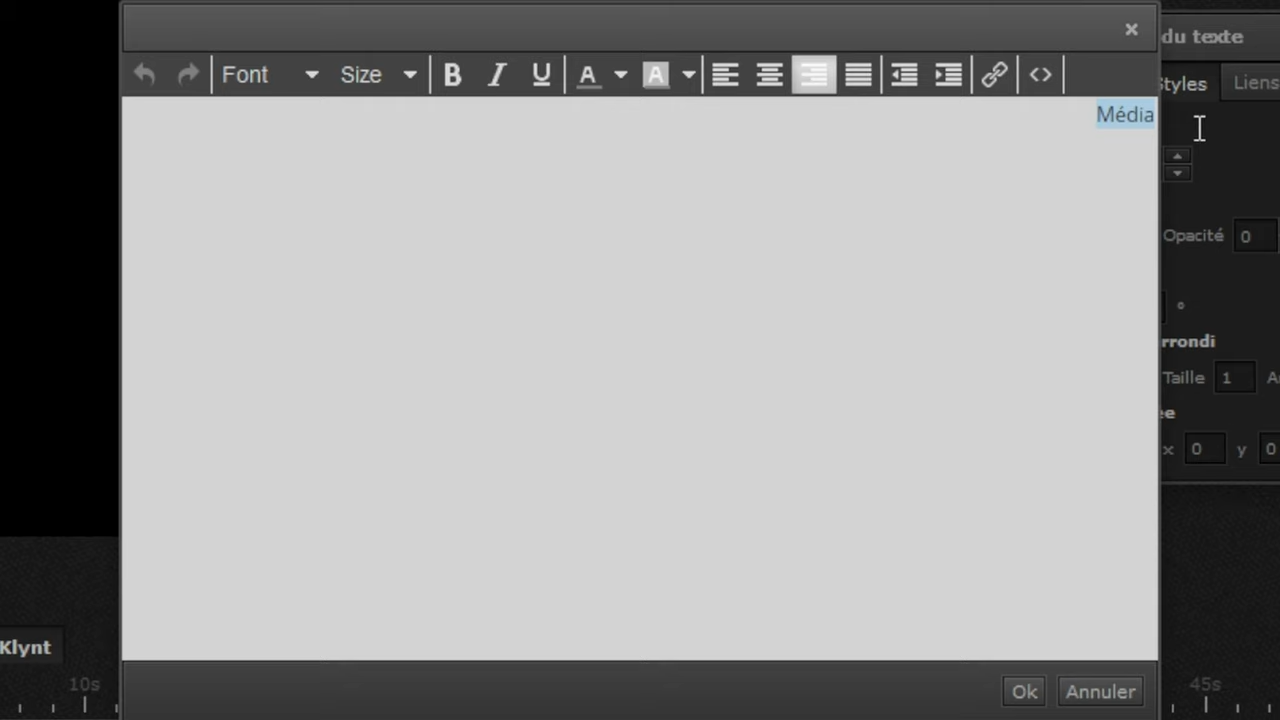 du texte
Font Size B I U A A
Styles Liens
Média
Opacité 0
°
rrondi
Taille 1 A
ée
x 0 y 0
Klynt
Ok Annuler
10s 45s